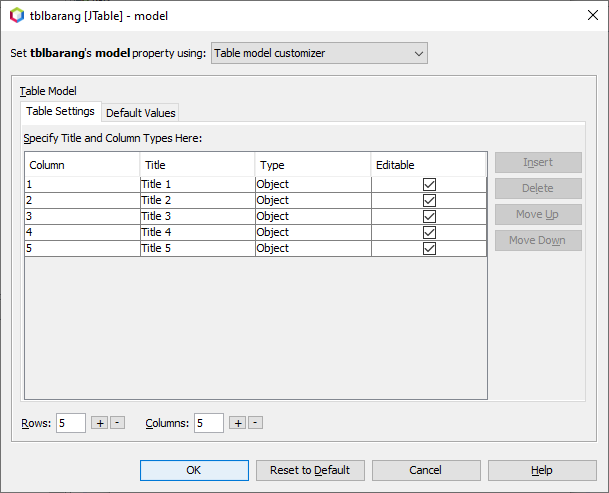 tblbarang [JTable] - model
Set tblbarang's model property using: Table model customizer
Table Model
Table Settings Default Values
Specify Title and Column Types Here:
Column Title Type Editable
1 Title 1 Object
2 Title 2 Object
3 Title 3 Object
4 Title 4 Object
5 Title 5 Object
Insert
Delete
Move Up
Move Down
Rows: 5 + - Columns: 5 + -
OK Reset to Default Cancel Help